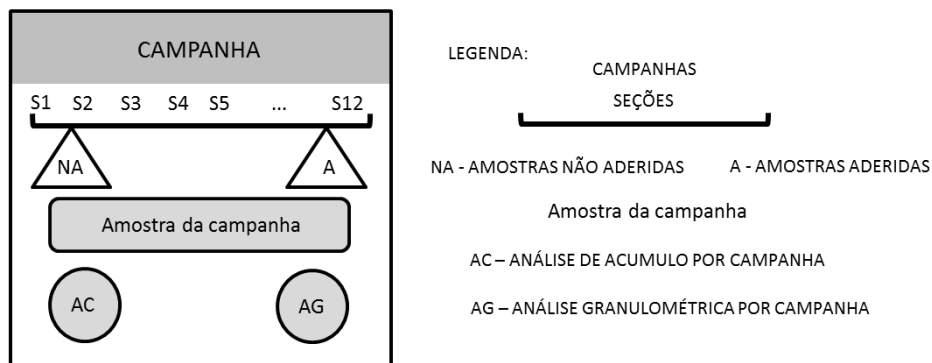 CAMPANHA
S1 S2 S3 S4 S5 ... S12
NA A
Amostra da campanha
AC AG
LEGENDA:
CAMPANHAS
SEÇÕES
NA - AMOSTRAS NÃO ADERIDAS A - AMOSTRAS ADERIDAS
Amostra da campanha
AC – ANÁLISE DE ACUMULO POR CAMPANHA
AG – ANÁLISE GRANULOMÉTRICA POR CAMPANHA